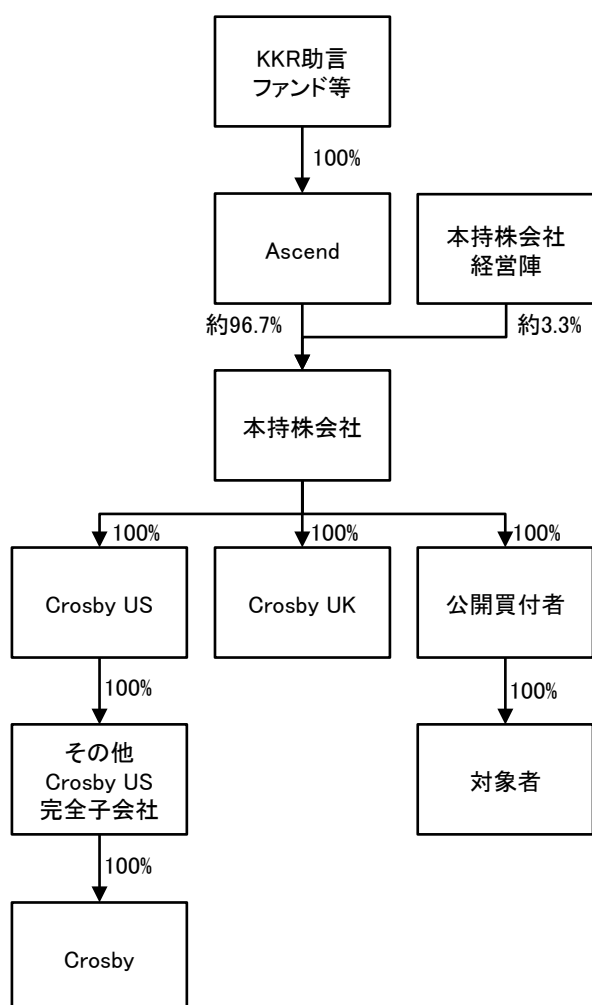 KKR助言
ファンド等
100%
Ascend
本持株会社
経営陣
約96.7%
約3.3%
本持株会社
100%
100%
100%
Crosby US
Crosby UK
公開買付者
100%
100%
その他
Crosby US
完全子会社
対象者
100%
Crosby